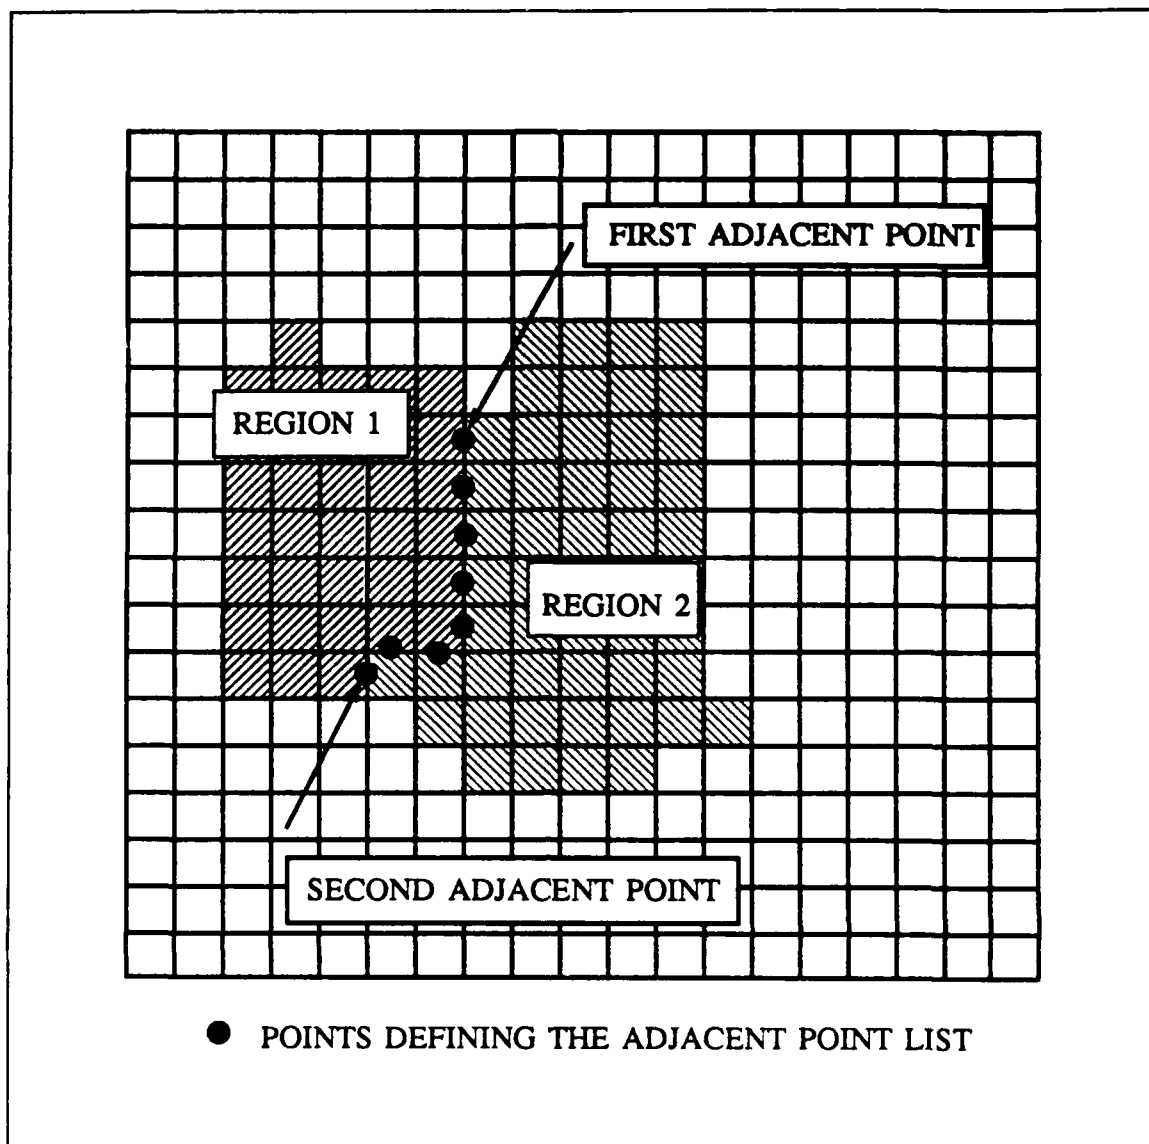 FIRST ADJACENT POINT
REGION 1
REGION 2
SECOND ADJACENT POINT
POINTS DEFINING THE ADJACENT POINT LIST